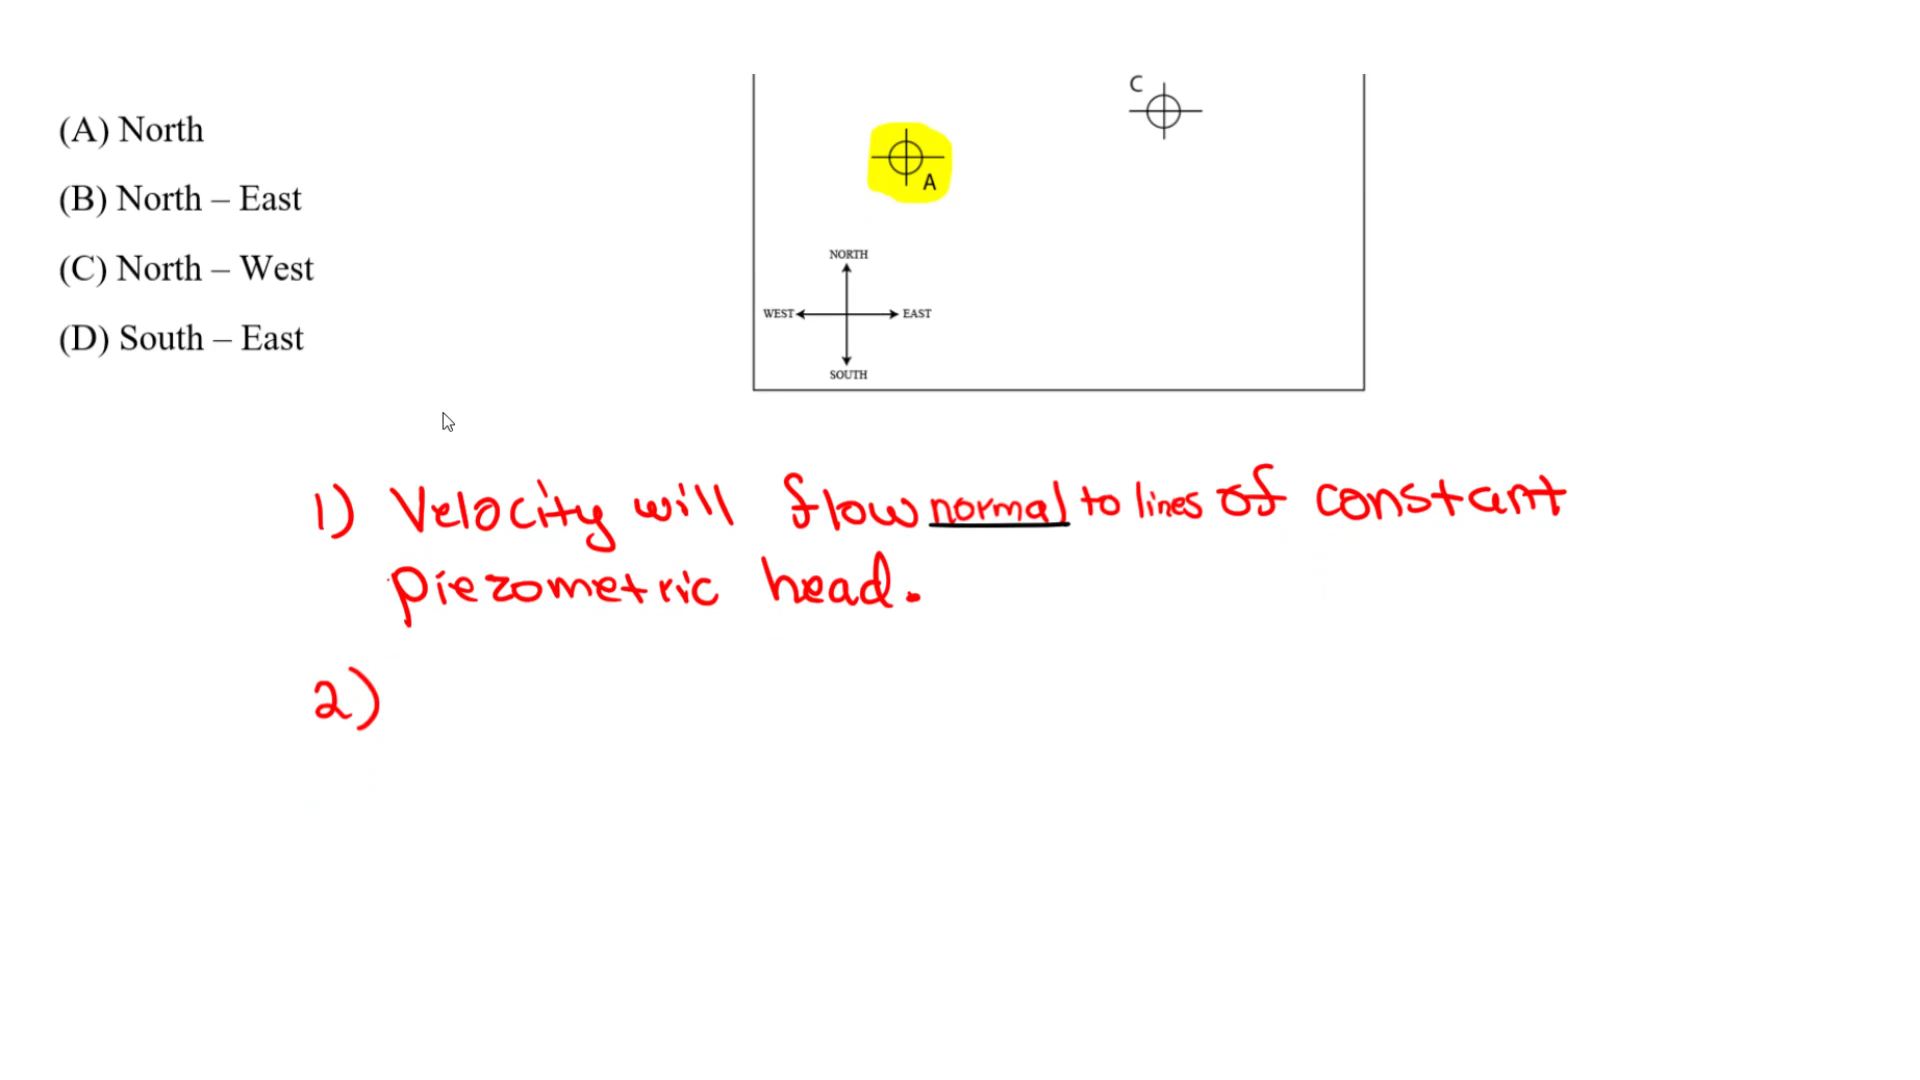 (A) North
(B) North – East
(C) North – West
(D) South – East
C
A
NORTH
WEST
EAST
SOUTH
1) Velocity will flow normal to lines of constant
piezometric head.
2)